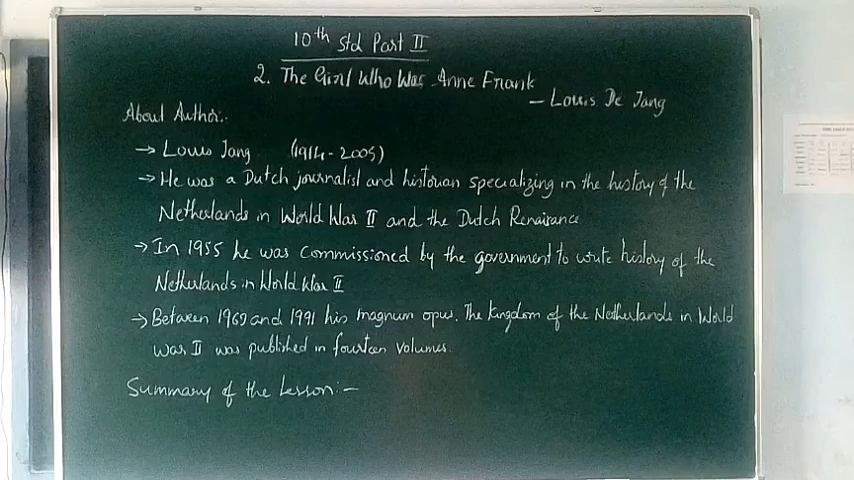 10th Std Part II
2. The Girl Who Was Anne Frank
- Louis De Jang
About Author:-
→ Louis Jang (1914-2005)
→ He was a Dutch journalist and historian specializing in the history of the
Netherlands in World War II and the Dutch Renaisance
→ In 1955 he was commissioned by the government to write history of the
Netherlands in World War II
→ Between 1969 and 1991 his magnum opus. The kingdom of the Netherlands in World
War II was published in fourteen volumes.
Summary of the Lesson:-